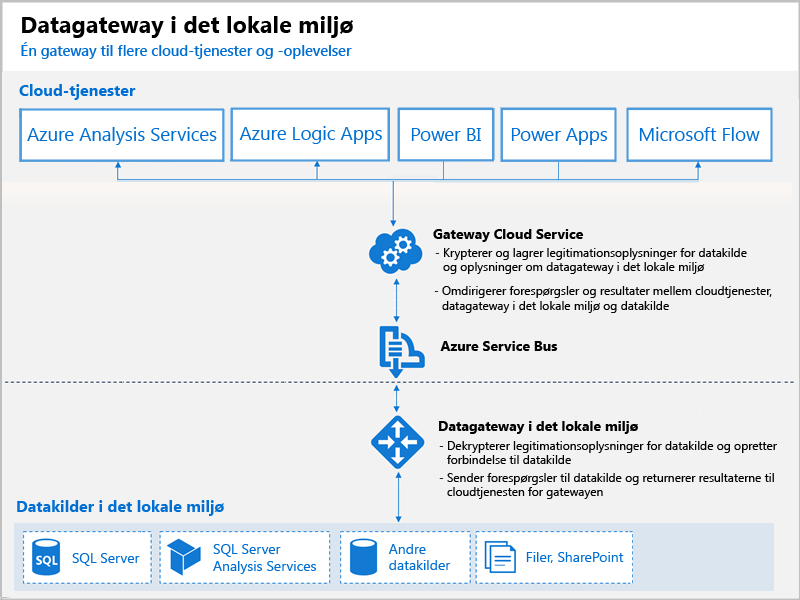 Datagateway i det lokale miljø
Én gateway til flere cloud-tjenester og -oplevelser
Cloud-tjenester
Azure Analysis Services
Azure Logic Apps
Power BI
Power Apps
Microsoft Flow
Gateway Cloud Service
- Krypterer og lagrer legitimationsoplysninger for datakilde
og oplysninger om datagateway i det lokale miljø
- Omdirigerer forespørgsler og resultater mellem cloudtjenester,
datagateway i det lokale miljø og datakilde
Azure Service Bus
Datagateway i det lokale miljø
- Dekrypterer legitimationsoplysninger for datakilde og opretter
forbindelse til datakilde
- Sender forespørgsler til datakilde og returnerer resultaterne til
cloudtjenesten for gatewayen
Datakilder i det lokale miljø
SQL
SQL Server
SQL Server
Analysis Services
Andre
datakilder
Filer, SharePoint